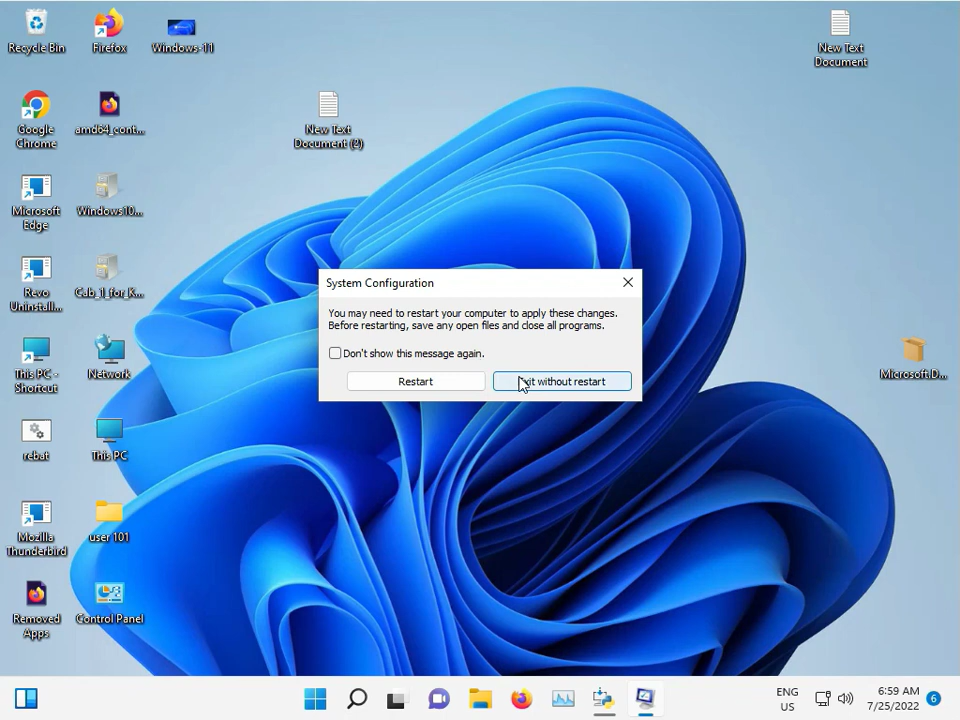 Recycle Bin
Firefox
Windows-11
New Text
Document
Google
Chrome
amd64_cont...
New Text
Document (2)
Microsoft
Edge
Windows10...
Revo
Uninstall...
Cab_1_for_K...
System Configuration
You may need to restart your computer to apply these changes.
Before restarting, save any open files and close all programs.
Don't show this message again.
Restart
without restart
This PC -
Shortcut
Network
Microsoft.D...
rebat
This PC
Mozilla
Thunderbird
user 101
Removed
Apps
Control Panel
ENG
US
6:59 AM
7/25/2022
6